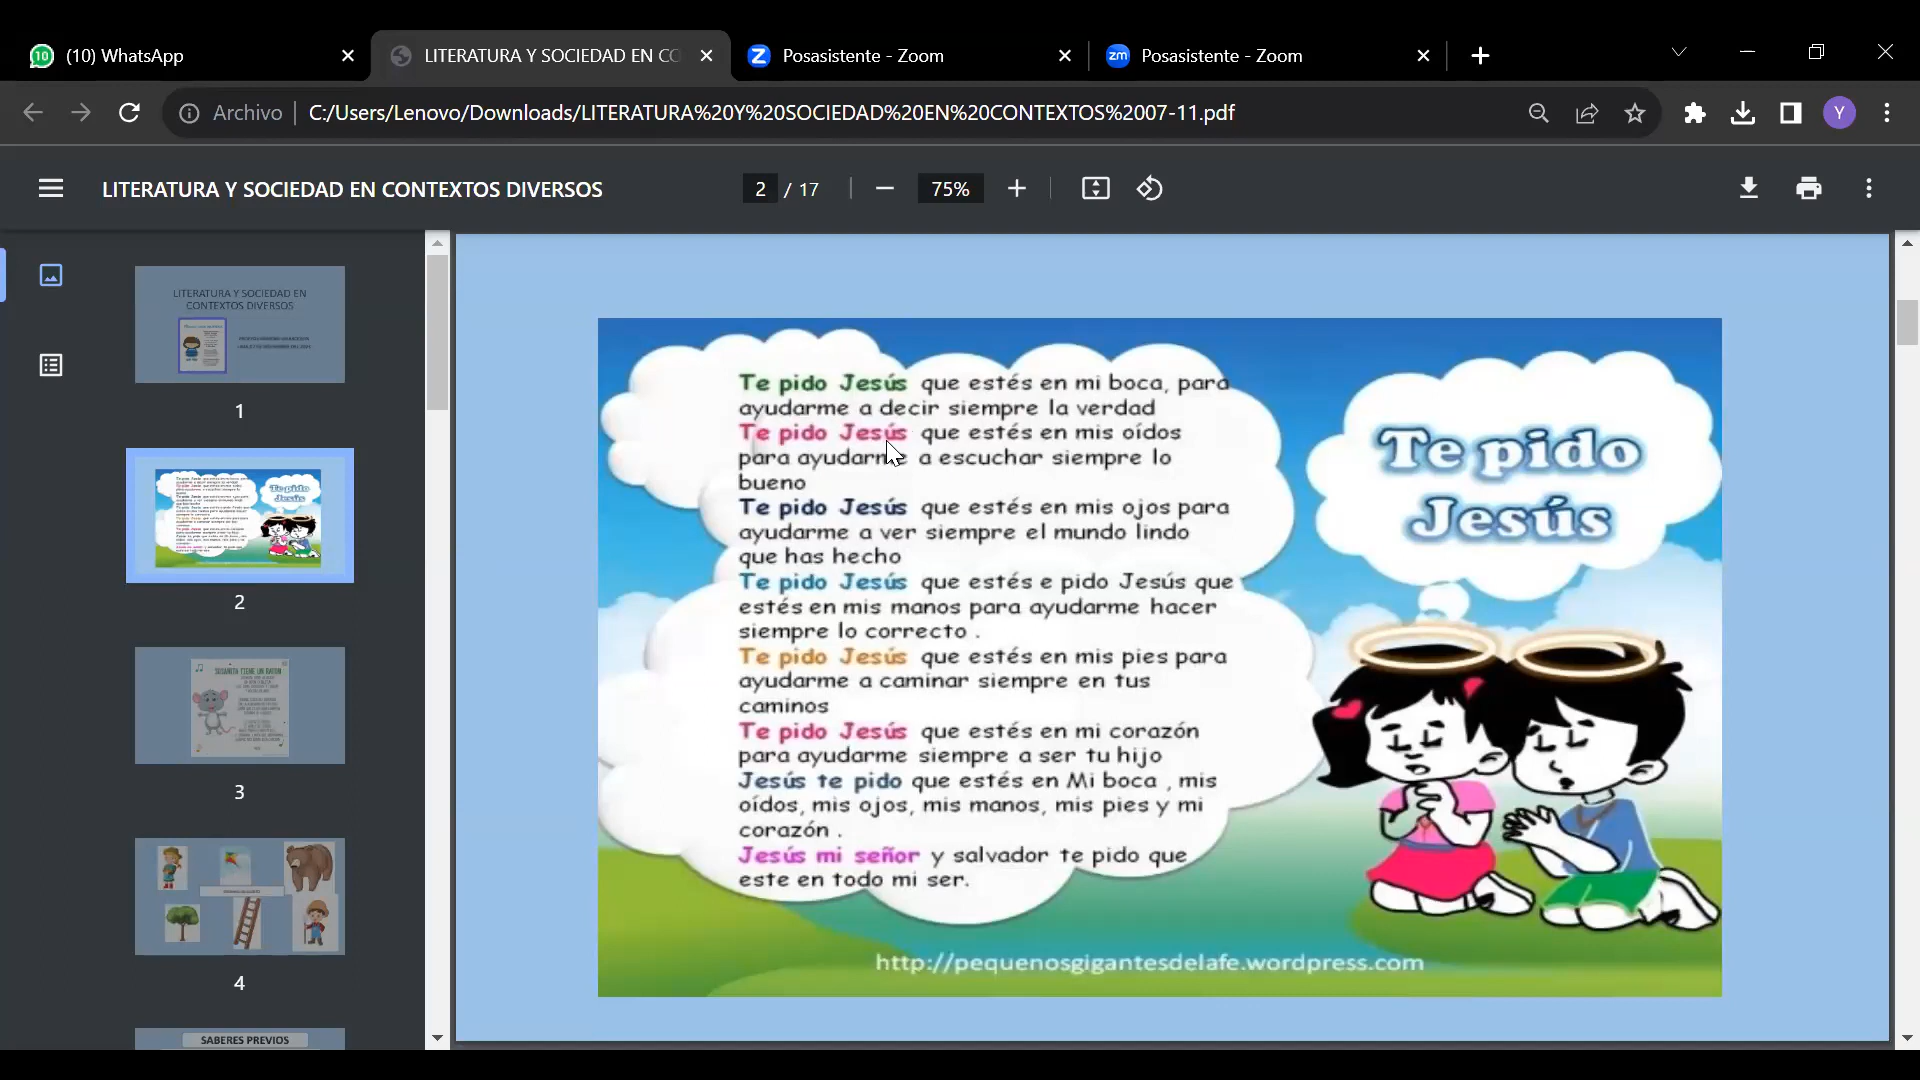 (10) WhatsApp
LITERATURA Y SOCIEDAD EN CO
Posasistente - Zoom
zm Posasistente - Zoom
Archivo
C:/Users/Lenovo/Downloads/LITERATURA%20Y%20SOCIEDAD%20EN%20CONTEXTOS%2007-11.pdf
Y
LITERATURA Y SOCIEDAD EN CONTEXTOS DIVERSOS
2 / 17
75%
LITERATURA Y SOCIEDAD EN
CONTEXTOS DIVERSOS
1
2
3
4
SABERES PREVIOS
Te pido Jesús que estés en mi boca, para
ayudarme a decir siempre la verdad
Te pido Jesús que estés en mis oídos
para ayudarme a escuchar siempre lo
bueno
Te pido Jesús que estés en mis ojos para
ayudarme a ver siempre el mundo lindo
que has hecho
Te pido Jesús que estés e pido Jesús que
estés en mis manos para ayudarme hacer
siempre lo correcto .
Te pido Jesús que estés en mis pies para
ayudarme a caminar siempre en tus
caminos
Te pido Jesús que estés en mi corazón
para ayudarme siempre a ser tu hijo
Jesús te pido que estés en Mi boca , mis
oídos, mis ojos, mis manos, mis pies y mi
corazón .
Jesús mi señor y salvador te pido que
este en todo mi ser.
Te pido
Jesús
http://pequenosgigantesdelafe.wordpress.com